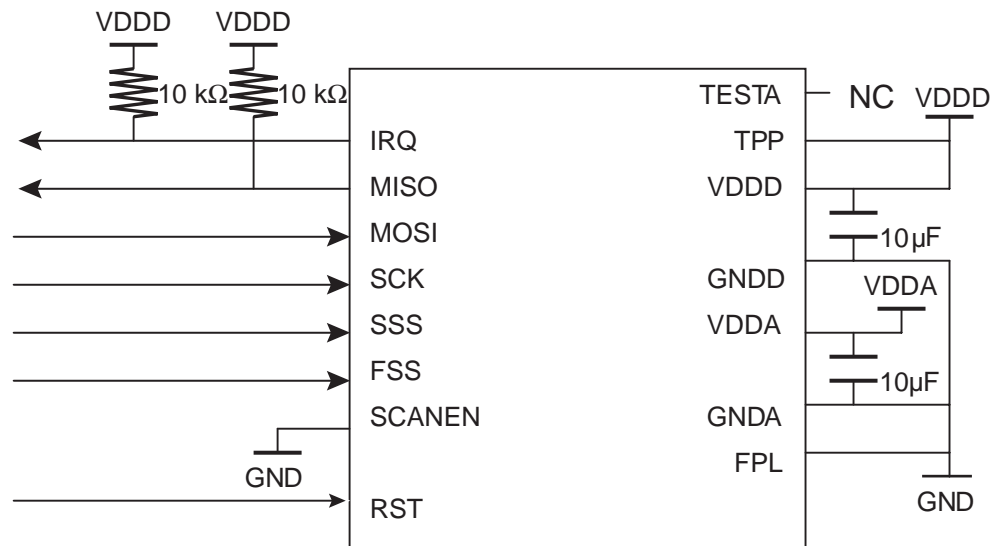 VDDD VDDD
10 kΩ 10 kΩ
TESTA NC VDDD
IRQ TPP
MISO VDDD
MOSI 10µF
SCK GNDD
VDDA
SSS VDDA
FSS 10µF
SCANEN GNDA
GND FPL
RST GND